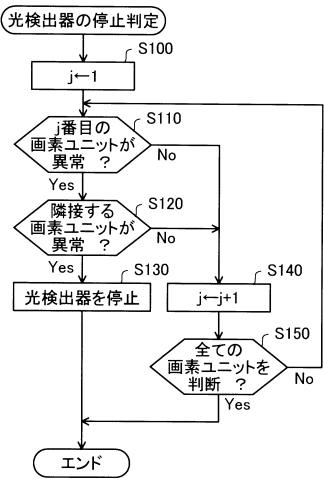 光検出器の停止判定
S100
j←1
S110
j番目の
画素ユニットが
異常 ?
No
Yes
S120
隣接する
画素ユニットが
異常 ?
No
Yes
S130
光検出器を停止
S140
j←j+1
S150
全ての
画素ユニットを
判断 ?
No
Yes
エンド